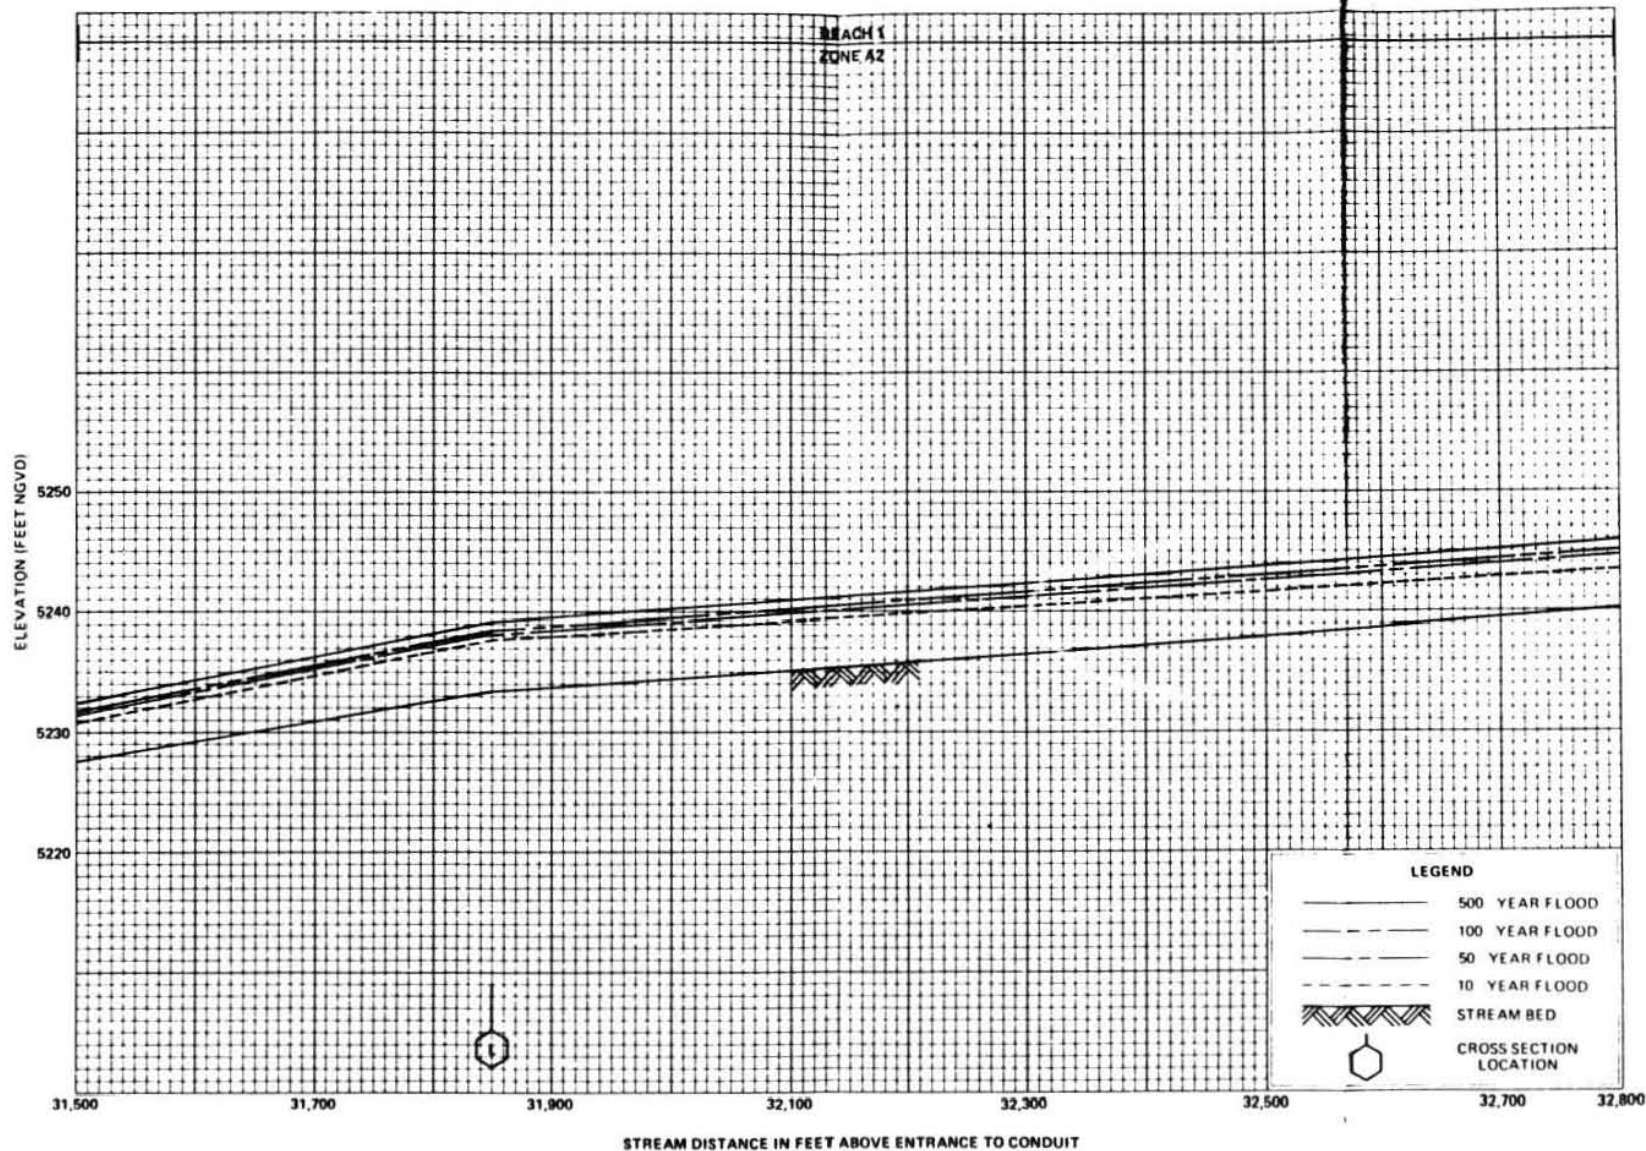 REACH 1
ZONE A2
ELEVATION (FEET NGVD)
5250
5240
5230
5220
LEGEND
500 YEAR FLOOD
100 YEAR FLOOD
50 YEAR FLOOD
10 YEAR FLOOD
STREAM BED
CROSS SECTION
LOCATION
31,500
31,700
31,900
32,100
32,300
32,500
32,700
32,800
STREAM DISTANCE IN FEET ABOVE ENTRANCE TO CONDUIT